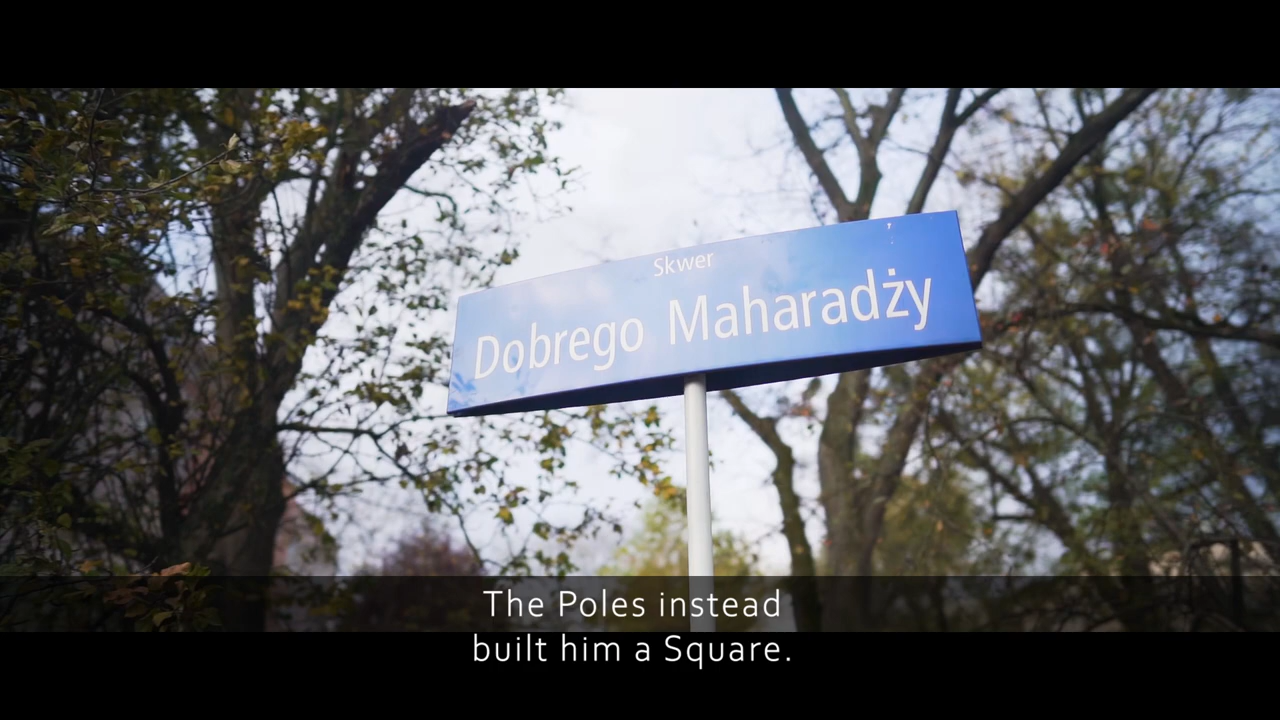 Skwer
Dobrego Maharadży
The Poles instead
built him a Square.